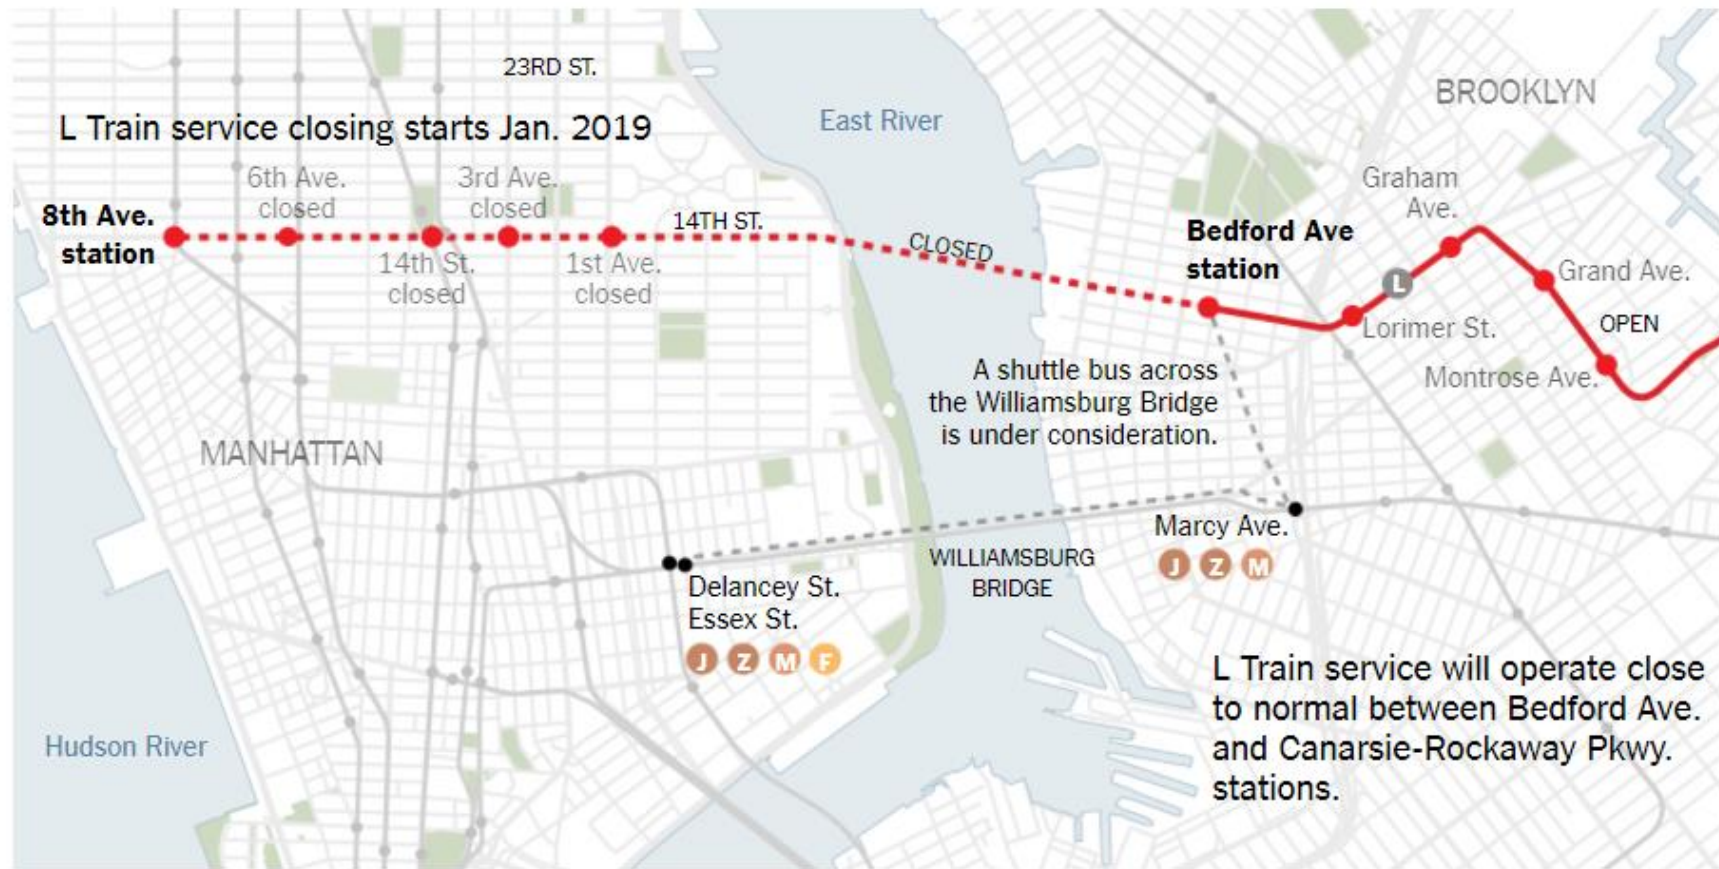 23RD ST.
East River
BROOKLYN
L Train service closing starts Jan. 2019
6th Ave.
closed
3rd Ave.
closed
Graham
Ave.
8th Ave.
station
14TH ST.
CLOSED
Bedford Ave
station
14th St.
closed
1st Ave.
closed
L
Grand Ave.
Lorimer St.
OPEN
Montrose Ave.
A shuttle bus across
the Williamsburg Bridge
is under consideration.
MANHATTAN
Marcy Ave.
J Z M
WILLIAMSBURG
BRIDGE
Delancey St.
Essex St.
J Z M F
L Train service will operate close
to normal between Bedford Ave.
and Canarsie-Rockaway Pkwy.
stations.
Hudson River